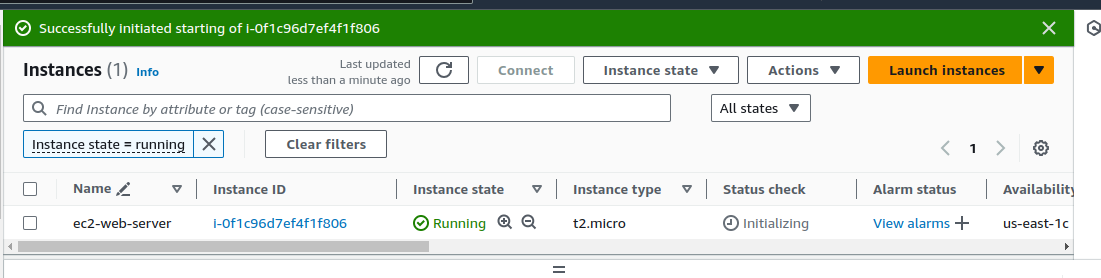 Successfully initiated starting of i-0f1c96d7ef4f1f806
Instances (1) Info
Last updated
less than a minute ago
Connect
Instance state
Actions
Launch instances
Find Instance by attribute or tag (case-sensitive)
All states
Instance state = running
Clear filters
1
Name Instance ID Instance state Instance type Status check Alarm status Availability
ec2-web-server i-0f1c96d7ef4f1f806 Running t2.micro Initializing View alarms us-east-1c